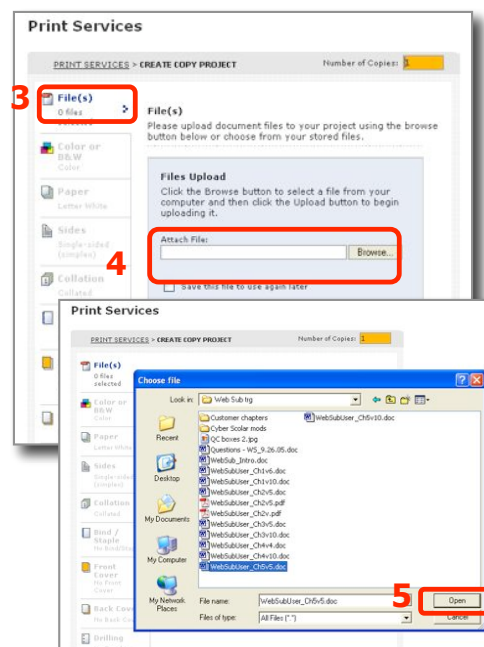 Print Services
PRINT SERVICES > CREATE COPY PROJECT
Number of Copies: 1
3
File(s)
0 files
selected
Color or
B&W
Color
Paper
Letter White
Sides
Single-sided
(simplex)
Collation
Collated
File(s)
Please upload document files to your project using the browse
button below or choose from your stored files.
Files Upload
Click the Browse button to select a file from your
computer and then click the Upload button to begin
uploading it.
4
Attach File:
Browse...
Save this file to use again later
Print Services
PRINT SERVICES > CREATE COPY PROJECT
Number of Copies: 1
File(s)
0 files
selected
Color or
B&W
Color
Paper
Letter White
Sides
Single-sided
(simplex)
Collation
Collated
Bind /
Staple
Front
Cover
No Front
Cover
Back Cov
Drilling
Choose file
Look in:
Web Sub trg
Recent
Desktop
My Documents
My Computer
My Network
Places
Customer chapters
Cyber Scolar mods
QC boxes 2.jpg
Questions - WS_9.26.05.doc
WebSub_Intro.doc
WebSubUser_Ch1v6.doc
WebSubUser_Ch1v10.doc
WebSubUser_Ch2v5.doc
WebSubUser_Ch2v5.pdf
WebSubUser_Ch2v.pdf
WebSubUser_Ch3v5.doc
WebSubUser_Ch3v10.doc
WebSubUser_Ch4v4.doc
WebSubUser_Ch4v10.doc
WebSubUser_Ch5v5.doc
WebSubUser_Ch5v10.doc
File name:
WebSubUser_Ch5v5.doc
5
Open
Files of type:
All Files (*.*)
Cancel